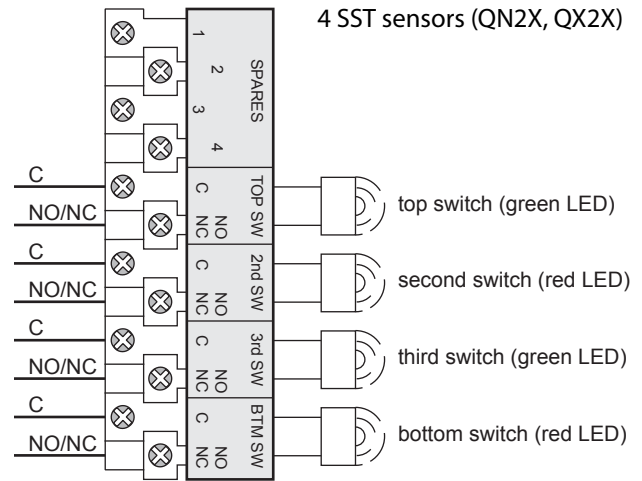 4 SST sensors (QN2X, QX2X)
1
2
3
4
SPARES
C
NO/NC
C
NO
NC
TOP SW
top switch (green LED)
C
NO/NC
C
NO
NC
2nd SW
second switch (red LED)
C
NO/NC
C
NO
NC
3rd SW
third switch (green LED)
C
NO/NC
C
NO
NC
BTM SW
bottom switch (red LED)